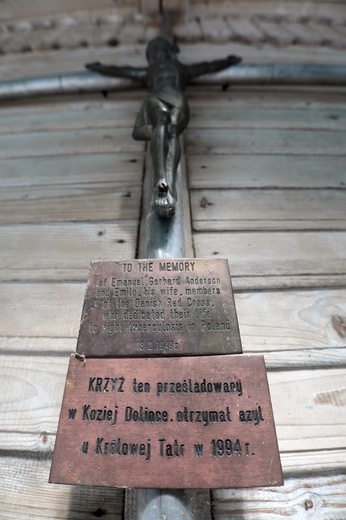 TO THE MEMORY
of Emanuel Gerhard Anderson
and Emily, his wife, members
of the Danish Red Cross,
who dedicated their life
to fight tuberculosis in Poland
KRZYŻ ten prześladowany
w Koziej Dolince. otrzymał azyl
u Królowej Tatr w 1994 r.